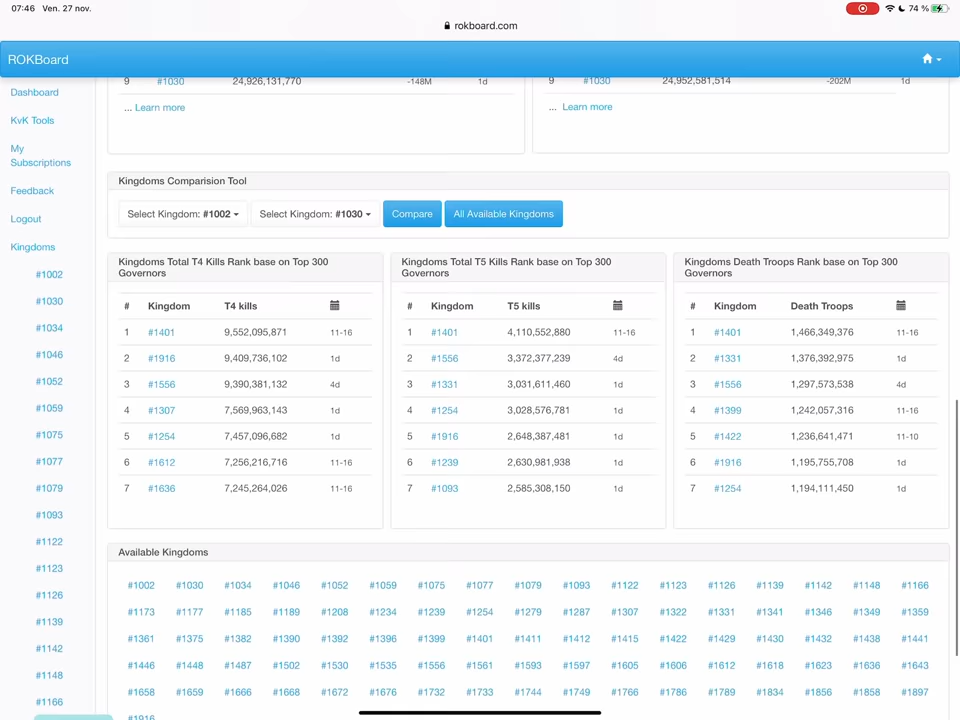 07:46 Ven. 27 nov.
74 %
rokboard.com
ROKBoard
Dashboard
KvK Tools
My
Subscriptions
Feedback
Logout
Kingdoms
#1002
#1030
#1034
#1046
#1052
#1059
#1075
#1077
#1079
#1093
#1122
#1123
#1126
#1139
#1142
#1148
#1166
9 #1030 24,926,131,770 -148M 1d
... Learn more
9 #1030 24,952,581,514 -202M 1d
... Learn more
Kingdoms Comparision Tool
Select Kingdom: #1002 Select Kingdom: #1030 Compare All Available Kingdoms
Kingdoms Total T4 Kills Rank base on Top 300
Governors
# Kingdom T4 kills
1 #1401 9,552,095,871 11-16
2 #1916 9,409,736,102 1d
3 #1556 9,390,381,132 4d
4 #1307 7,569,963,143 1d
5 #1254 7,457,096,682 1d
6 #1612 7,256,216,716 11-16
7 #1636 7,245,264,026 11-16
Kingdoms Total T5 Kills Rank base on Top 300
Governors
# Kingdom T5 kills
1 #1401 4,110,552,880 11-16
2 #1556 3,372,377,239 4d
3 #1331 3,031,611,460 1d
4 #1254 3,028,576,781 1d
5 #1916 2,648,387,481 1d
6 #1239 2,630,981,938 1d
7 #1093 2,585,308,150 1d
Kingdoms Death Troops Rank base on Top 300
Governors
# Kingdom Death Troops
1 #1401 1,466,349,376 11-16
2 #1331 1,376,392,975 1d
3 #1556 1,297,573,538 4d
4 #1399 1,242,057,316 11-16
5 #1422 1,236,641,471 11-10
6 #1916 1,195,755,708 1d
7 #1254 1,194,111,450 1d
Available Kingdoms
#1002 #1030 #1034 #1046 #1052 #1059 #1075 #1077 #1079 #1093 #1122 #1123 #1126 #1139 #1142 #1148 #1166
#1173 #1177 #1185 #1189 #1208 #1234 #1239 #1254 #1279 #1287 #1307 #1322 #1331 #1341 #1346 #1349 #1359
#1361 #1375 #1382 #1390 #1392 #1396 #1399 #1401 #1411 #1412 #1415 #1422 #1429 #1430 #1432 #1438 #1441
#1446 #1448 #1487 #1502 #1530 #1535 #1556 #1561 #1593 #1597 #1605 #1606 #1612 #1618 #1623 #1636 #1643
#1658 #1659 #1666 #1668 #1672 #1676 #1732 #1733 #1744 #1749 #1766 #1786 #1789 #1834 #1856 #1858 #1897
#1916